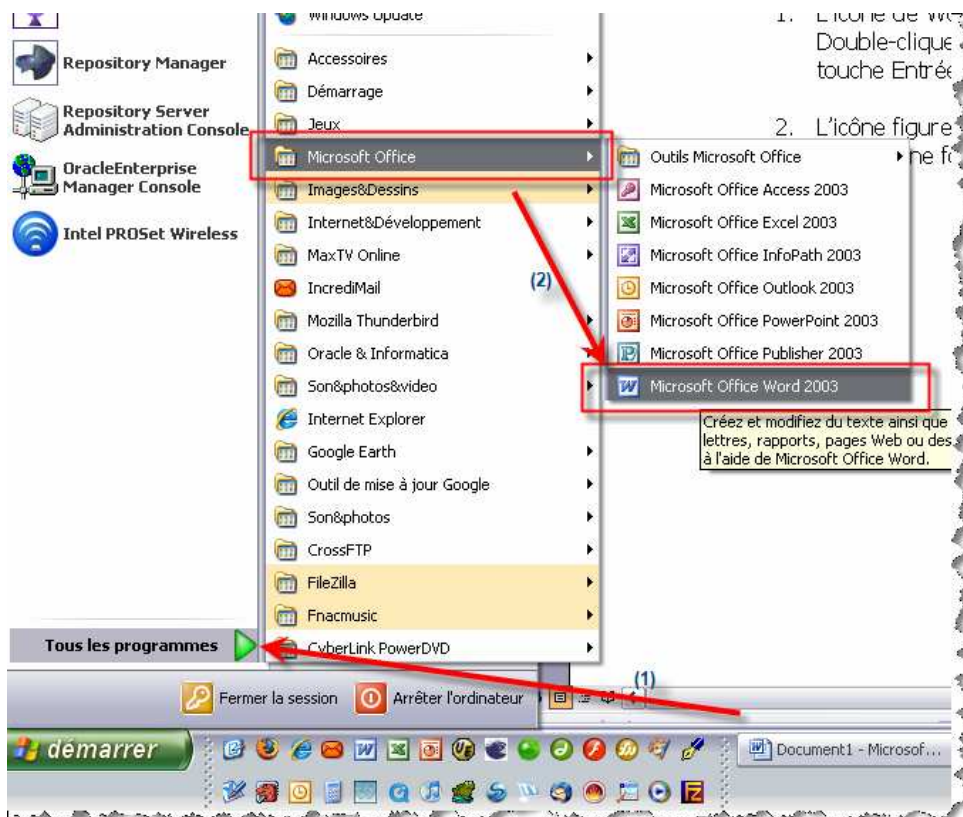 Repository Manager
Repository Server
Administration Console
OracleEnterprise
Manager Console
Intel PROSet Wireless
Tous les programmes
Windows Update
Accessoires
Démarrage
Jeux
Microsoft Office
Images&Dessins
Internet&Développement
MaxTV Online
IncrediMail
Mozilla Thunderbird
Oracle & Informatica
Son&photos&vidéo
Internet Explorer
Google Earth
Outil de mise à jour Google
Son&photos
CrossFTP
FileZilla
Fnacmusic
CyberLink PowerDVD
(2)
Outils Microsoft Office
Microsoft Office Access 2003
Microsoft Office Excel 2003
Microsoft Office InfoPath 2003
Microsoft Office Outlook 2003
Microsoft Office PowerPoint 2003
Microsoft Office Publisher 2003
Microsoft Office Word 2003
Créez et modifiez du texte ainsi que
lettres, rapports, pages Web ou des
à l'aide de Microsoft Office Word.
1. L'icône de
Double-clique
touche Entrée
2. L'icône figure
(1)
Fermer la session
Arrêter l'ordinateur
démarrer
Document1 - Microsof...